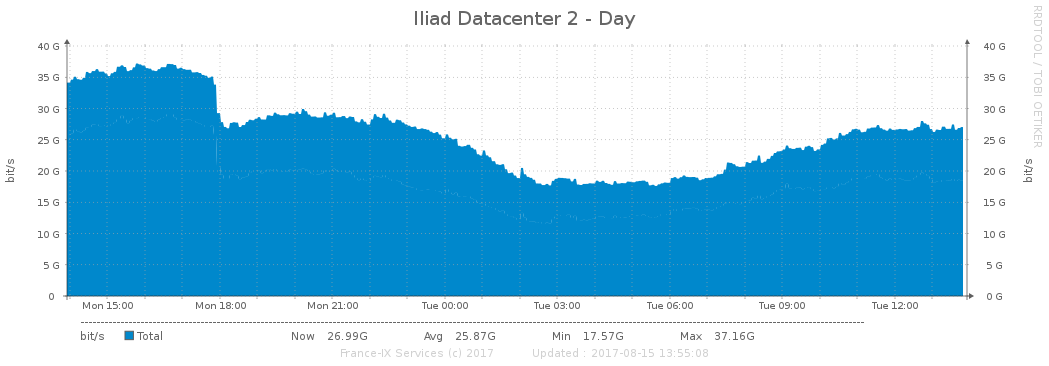 Iliad Datacenter 2 - Day
RRDTOOL / TOBI OETIKER
40 G 40 G
35 G 35 G
30 G 30 G
25 G 25 G
20 G 20 G
15 G 15 G
10 G 10 G
5 G 5 G
0 0 G
bit/s bit/s
Mon 15:00 Mon 18:00 Mon 21:00 Tue 00:00 Tue 03:00 Tue 06:00 Tue 09:00 Tue 12:00
bit/s Total Now 26.99G Avg 25.87G Min 17.57G Max 37.16G
France-IX Services (c) 2017 Updated : 2017-08-15 13:55:08